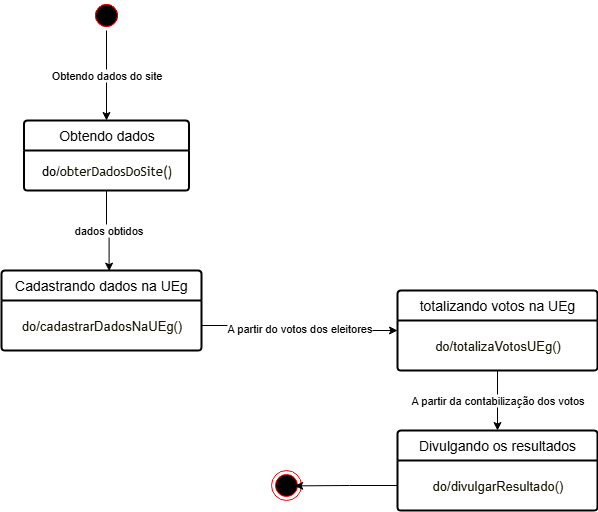 Obtendo dados do site
Obtendo dados
do/obterDadosDoSite()
dados obtidos
Cadastrando dados na UEg
do/cadastrarDadosNaUEg()
A partir do votos dos eleitores
totalizando votos na UEg
do/totalizaVotosUEg()
A partir da contabilização dos votos
Divulgando os resultados
do/divulgarResultado()